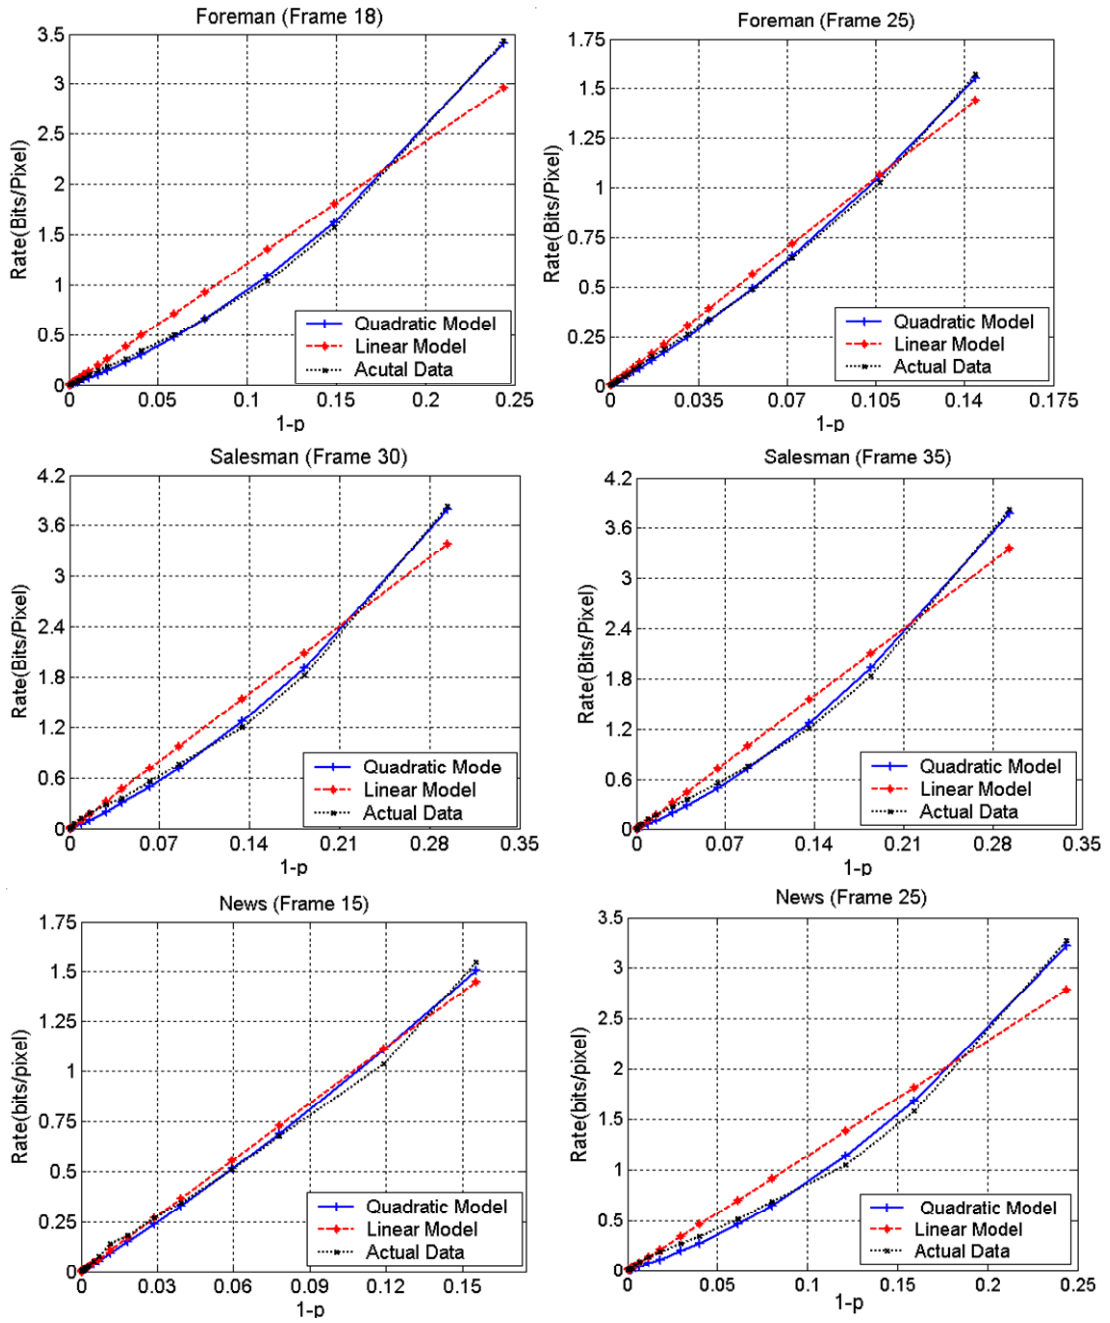 Foreman (Frame 18)
3.5
3
2.5
2
1.5
1
0.5
0
Rate(Bits/Pixel)
Quadratic Model
Linear Model
Acutal Data
0 0.05 0.1 0.15 0.2 0.25
1-p
Foreman (Frame 25)
1.75
1.5
1.25
1
0.75
0.5
0.25
0
Rate(Bits/Pixel)
Quadratic Model
Linear Model
Actual Data
0 0.035 0.07 0.105 0.14 0.175
1-p
Salesman (Frame 30)
4.2
3.6
3
2.4
1.8
1.2
0.6
0
Rate(Bits/Pixel)
Quadratic Mode
Linear Model
Actual Data
0 0.07 0.14 0.21 0.28 0.35
1-p
Salesman (Frame 35)
4.2
3.6
3
2.4
1.8
1.2
0.6
0
Rate(Bits/Pixel)
Quadratic Model
Linear Model
Actual Data
0 0.07 0.14 0.21 0.28 0.35
1-p
News (Frame 15)
1.75
1.5
1.25
1
0.75
0.5
0.25
0
Rate(bits/pixel)
Quadratic Model
Linear Model
Actual Data
0 0.03 0.06 0.09 0.12 0.15
1-p
News (Frame 25)
3.5
3
2.5
2
1.5
1
0.5
0
Rate(bits/pixel)
Quadratic Model
Linear Model
Actual Data
0 0.05 0.1 0.15 0.2 0.25
1-p